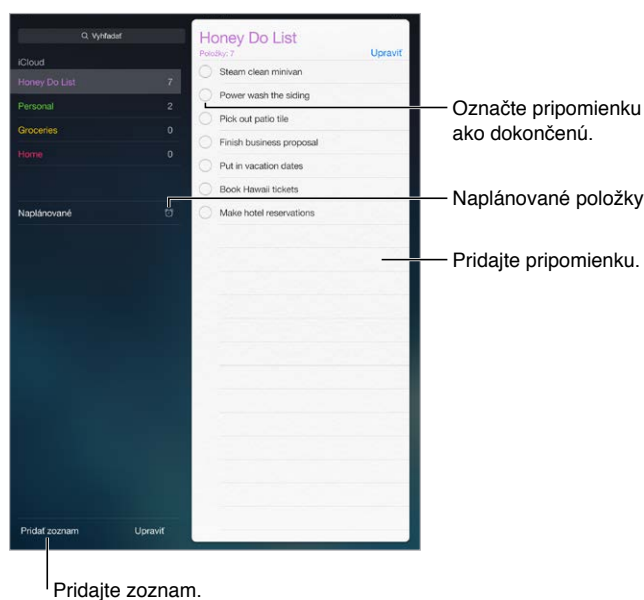 Vyhľadať
iCloud
Honey Do List 7
Personal 2
Groceries 0
Home 0
Naplánované
Pridať zoznam Upraviť
Honey Do List
Položky: 7 Upraviť
Steam clean minivan
Power wash the siding
Pick out patio tile
Finish business proposal
Put in vacation dates
Book Hawaii tickets
Make hotel reservations
Označte pripomienku
ako dokončenú.
Naplánované položky
Pridajte pripomienku.
Pridajte zoznam.